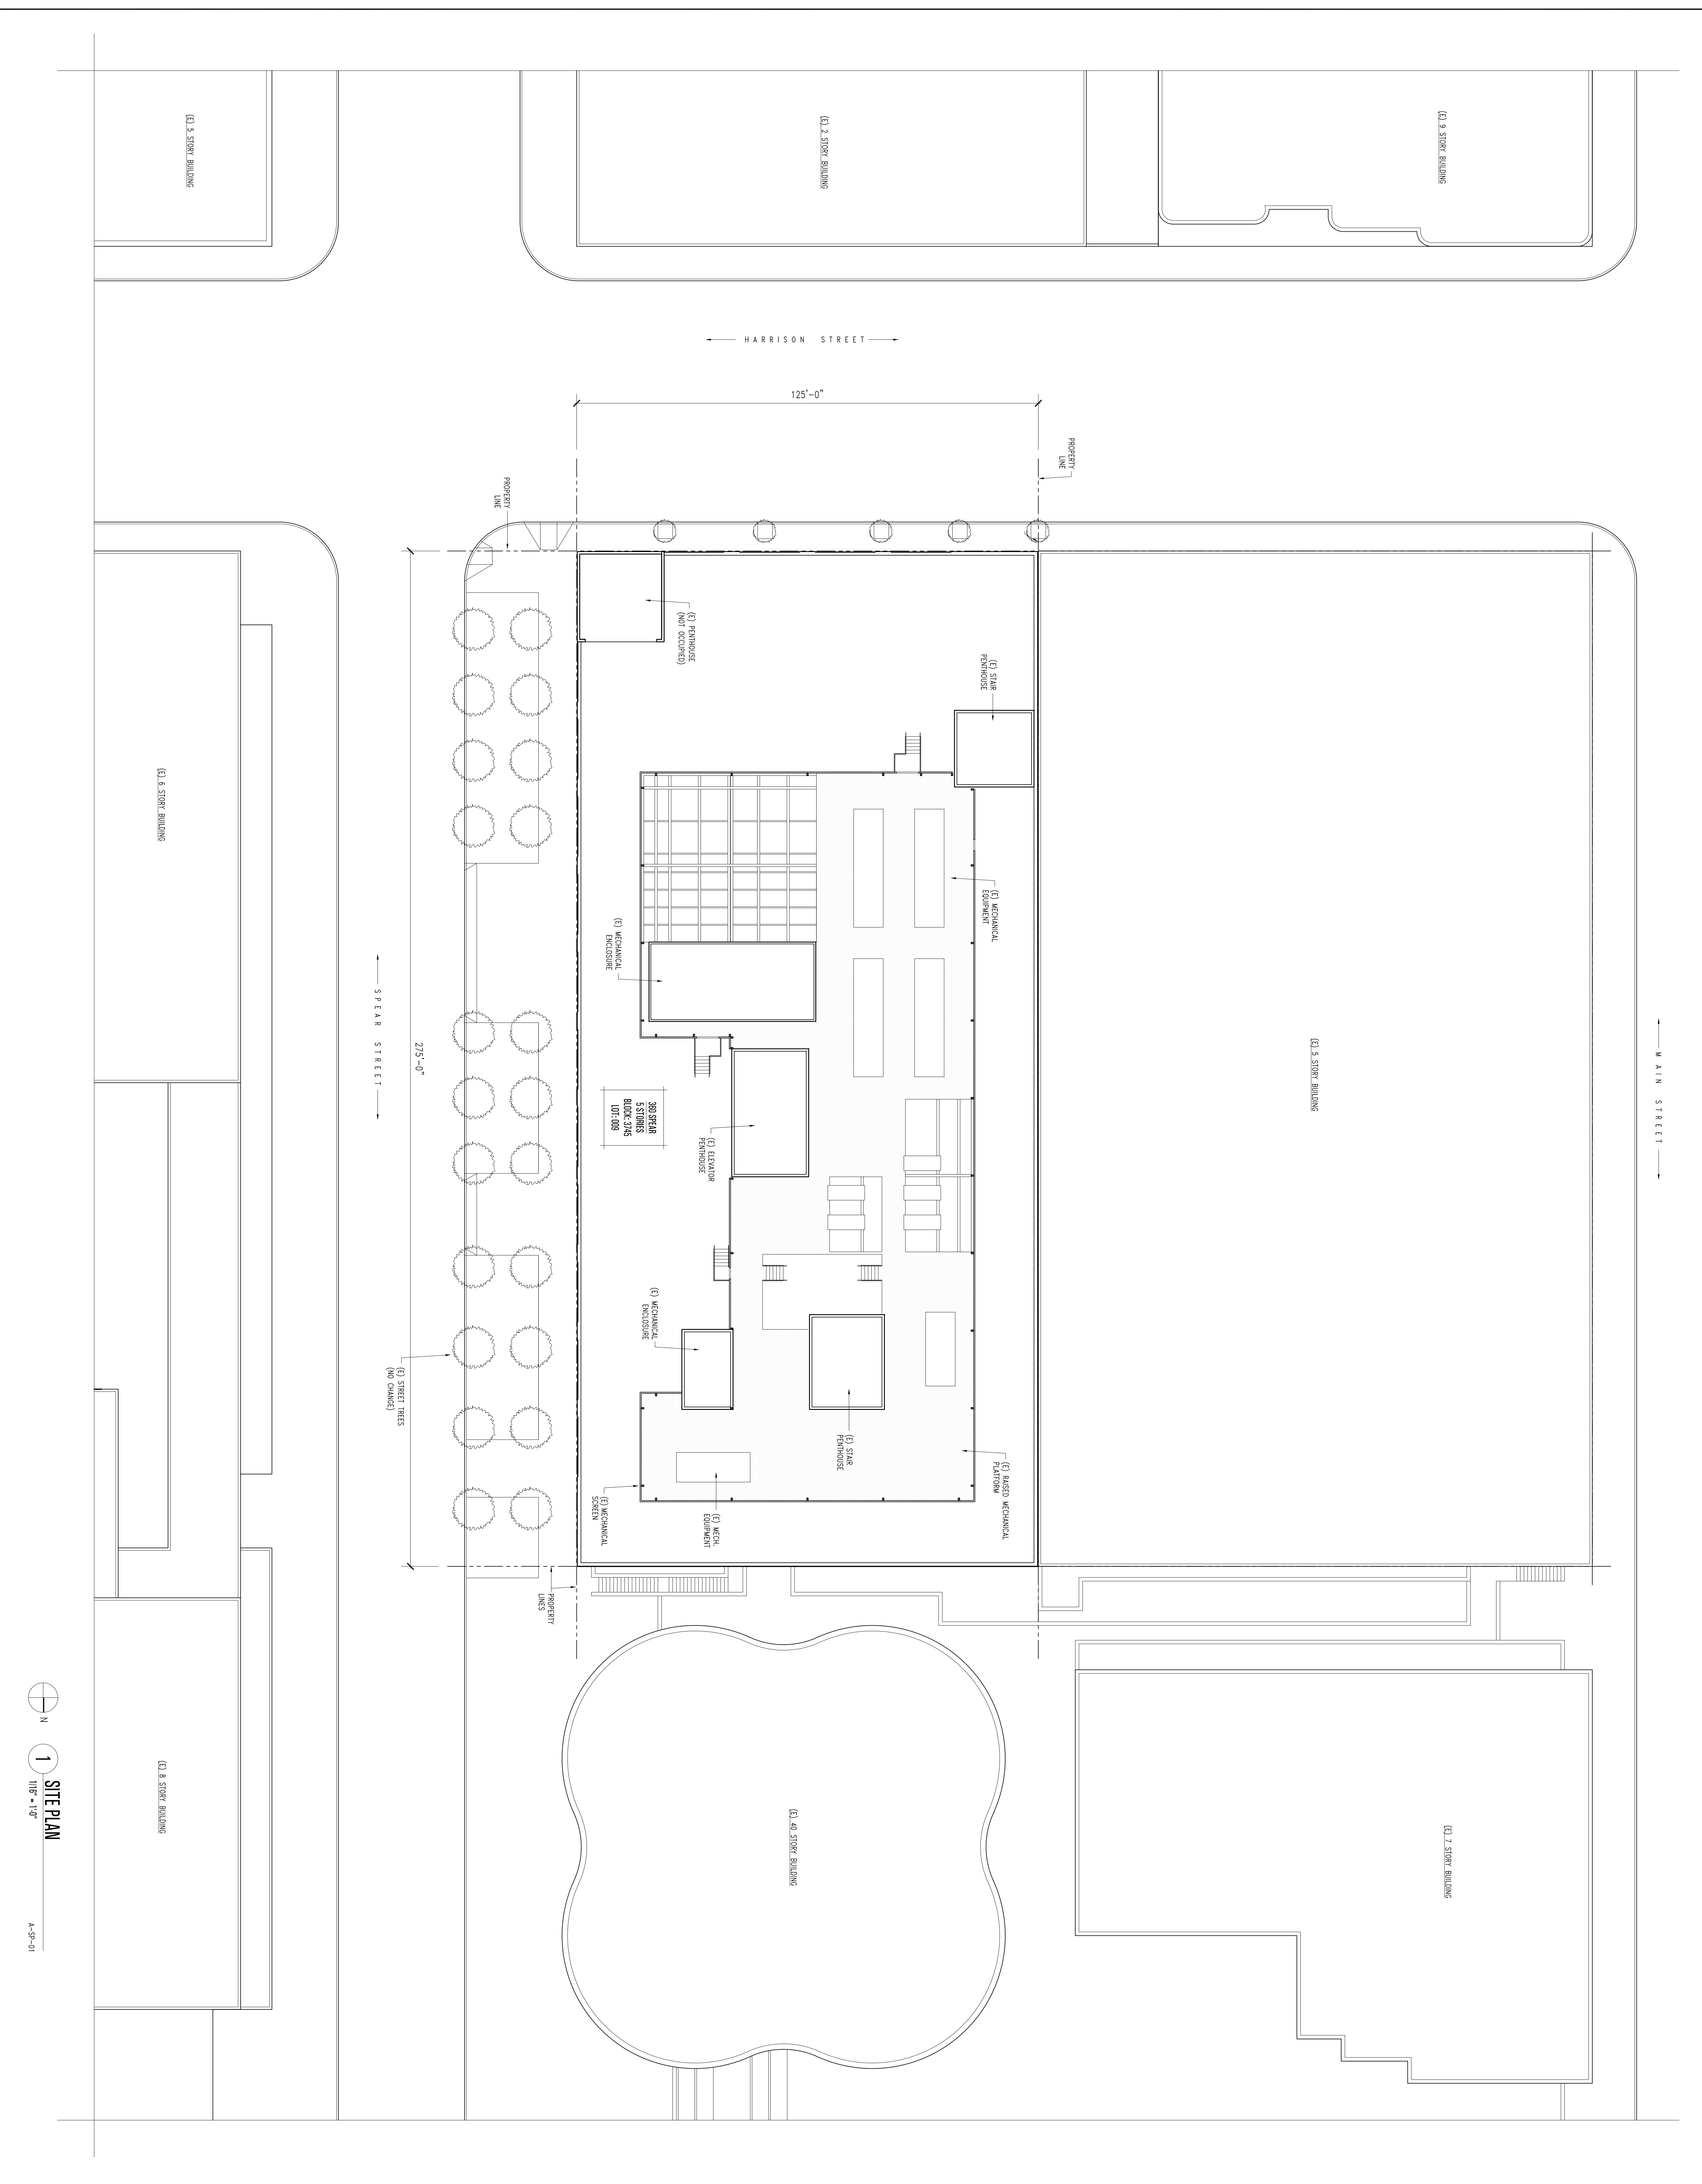 (E) 5 STORY BUILDING
(E) 2 STORY BUILDING
(E) 9 STORY BUILDING
HARRISON STREET
125'-0"
PROPERTY
LINE
PROPERTY
LINE
(E) PENTHOUSE
(NOT OCCUPIED)
(E) STAIR
PENTHOUSE
(E) 6 STORY BUILDING
(E) MECHANICAL
EQUIPMENT
(E) MECHANICAL
ENCLOSURE
SPEAR STREET
275'-0"
360 SPEAR
5 STORIES
BLOCK: 3745
LOT: 009
(E) ELEVATOR
PENTHOUSE
(E) 5 STORY BUILDING
MAIN STREET
(E) MECHANICAL
ENCLOSURE
(E) STREET TREES
(NO CHANGE)
(E) STAIR
PENTHOUSE
(E) RAISED MECHANICAL
PLATFORM
(E) MECHANICAL
SCREEN
(E) MECH.
EQUIPMENT
PROPERTY
LINES
(E) 8 STORY BUILDING
(E) 40 STORY BUILDING
(E) 7 STORY BUILDING
N
1
SITE PLAN
1/16" = 1'-0"
A-SP-01